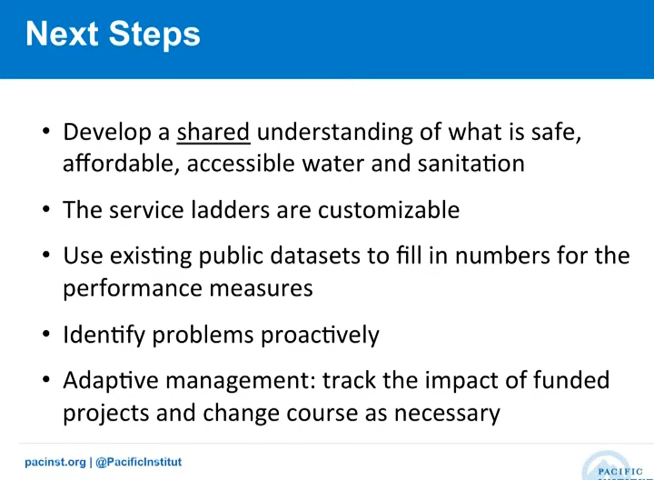 Next Steps
• Develop a shared understanding of what is safe,
affordable, accessible water and sanitation
• The service ladders are customizable
• Use existing public datasets to fill in numbers for the
performance measures
• Identify problems proactively
• Adaptive management: track the impact of funded
projects and change course as necessary
pacinst.org | @PacificInstitut
PACIFIC